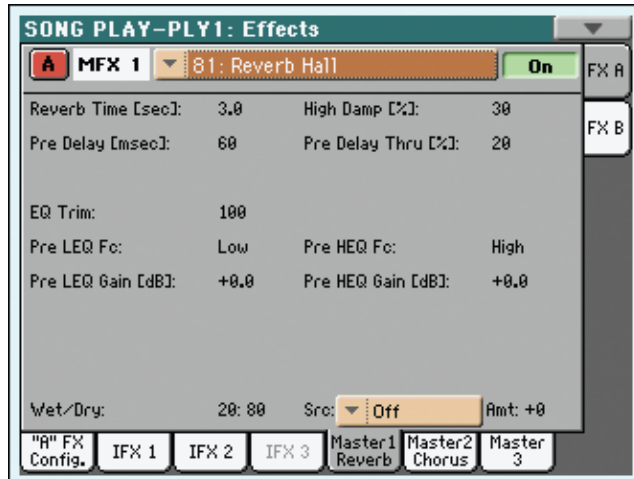 SONG PLAY-PLY1: Effects
A MFX 1 81: Reverb Hall On
FX A
FX B
Reverb Time [sec]: 3.0 High Damp [%]: 30
Pre Delay [msec]: 60 Pre Delay Thru [%]: 20
EQ Trim: 100
Pre LEQ Fc: Low Pre HEQ Fc: High
Pre LEQ Gain [dB]: +0.0 Pre HEQ Gain [dB]: +0.0
Wet/Dry: 20: 80 Src: Off Amt: +0
"A" FX Config. IFX 1 IFX 2 IFX 3 Master1 Reverb Master2 Chorus Master 3